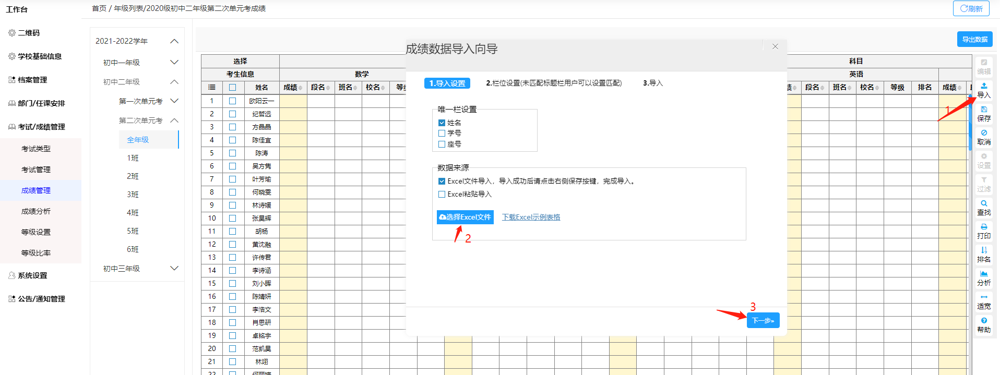 工作台
首页 / 年级列表/2020级初中二年级第二次单元考成绩
刷新
二维码
学校基础信息
档案管理
部门/任课安排
考试/成绩管理
考试类型
考试管理
成绩管理
成绩分析
等级设置
等级比率
系统设置
公告/通知管理
2021-2022学年
初中一年级
初中二年级
第一次单元考
第二次单元考
全年级
1班
2班
3班
4班
5班
6班
初中三年级
导出数据
选择
科目
考生信息
数学
英语
姓名 成绩 段名 班名 校名 等级
绩 段名 班名 校名 等级 排名 成绩
1 欧阳云一
2 纪哲远
3 方晶晶
4 陈佳宜
5 陈涛
6 吴方隽
7 叶芳瑜
8 何晓雯
9 林诗媛
10 张昊辉
11 胡杨
12 黄沈融
13 许传君
14 李诗涵
15 刘小晖
16 陈婧妍
17 李浩文
18 肖思研
19 卓铭宇
20 范凯昊
21 林翊
22 何丽婷
成绩数据导入向导
1.导入设置
2.栏位设置(未匹配标题栏用户可以设置匹配)
3.导入
唯一栏设置
姓名
学号
座号
数据来源
Excel文件导入，导入成功后请点击右侧保存按键，完成导入。
Excel粘贴导入
选择Excel文件
下载Excel示例表格
2
3
下一步»
1
编辑
导入
保存
取消
设置
过滤
查找
打印
排名
分析
适宽
帮助